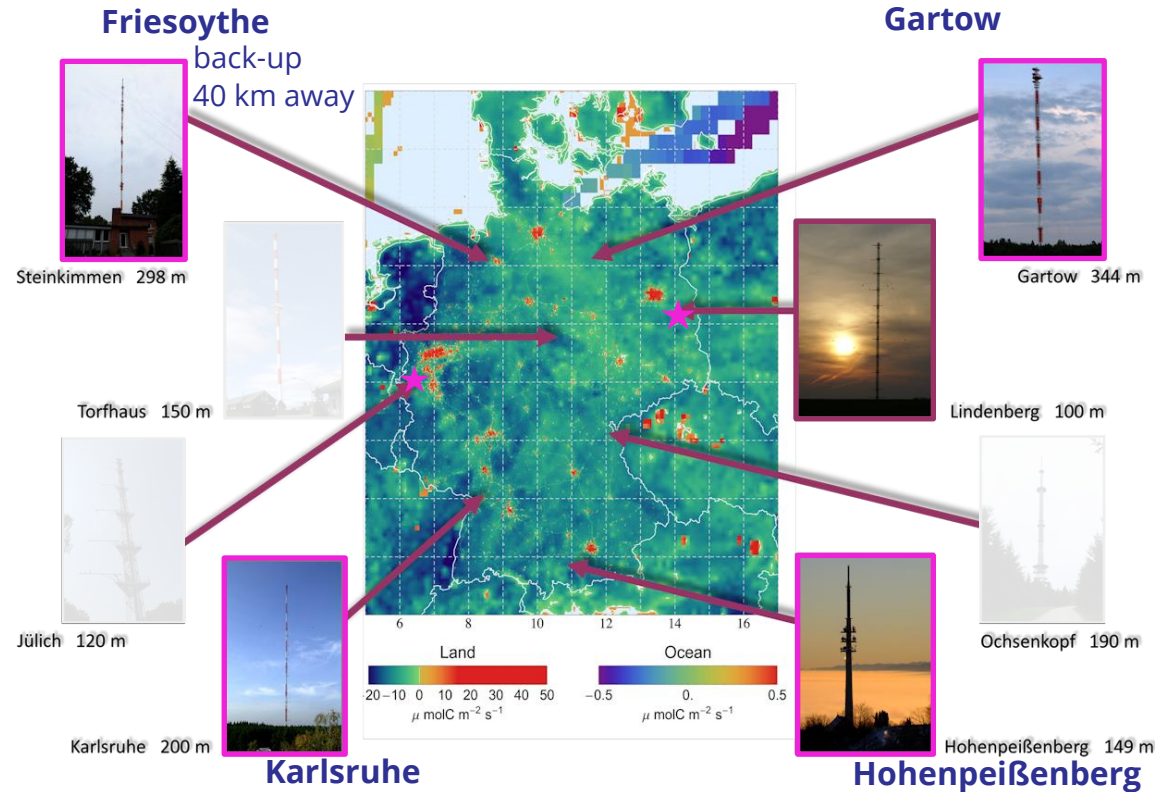 Friesoythe
back-up
40 km away
Gartow
Steinkimmen 298 m
Gartow 344 m
Torfhaus 150 m
Lindenberg 100 m
Jülich 120 m
Ochsenkopf 190 m
Karlsruhe 200 m
Hohenpeißenberg 149 m
Karlsruhe
Hohenpeißenberg
6 8 10 12 14 16
Land
-20 -10 0 10 20 30 40 50
μ molC m⁻² s⁻¹
Ocean
−0.5 0. 0.5
μ molC m⁻² s⁻¹